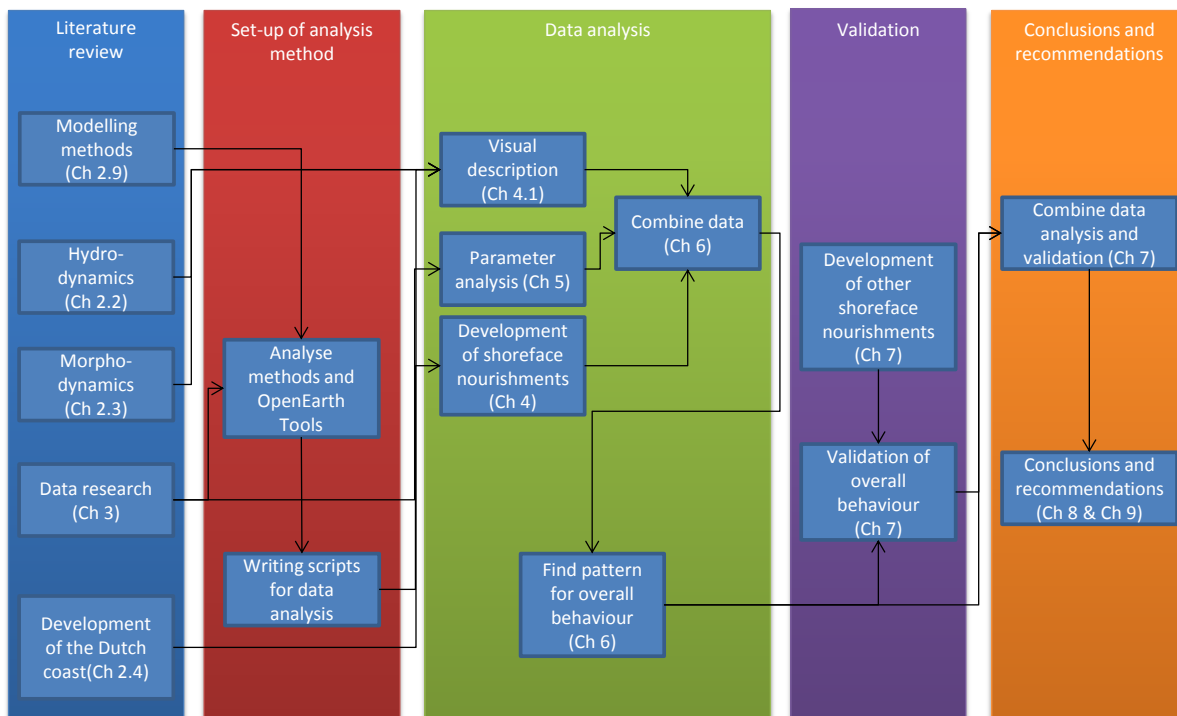 Literature
review
Modelling
methods
(Ch 2.9)
Hydro-
dynamics
(Ch 2.2)
Morpho-
dynamics
(Ch 2.3)
Data research
(Ch 3)
Development
of the Dutch
coast(Ch 2.4)
Set-up of analysis
method
Analyse
methods and
OpenEarth
Tools
Writing scripts
for data
analysis
Data analysis
Visual
description
(Ch 4.1)
Parameter
analysis (Ch 5)
Development
of shoreface
nourishments
(Ch 4)
Combine data
(Ch 6)
Find pattern
for overall
behaviour
(Ch 6)
Validation
Development
of other
shoreface
nourishments
(Ch 7)
Validation of
overall
behaviour
(Ch 7)
Conclusions and
recommendations
Combine data
analysis and
validation (Ch 7)
Conclusions and
recommendations
(Ch 8 & Ch 9)